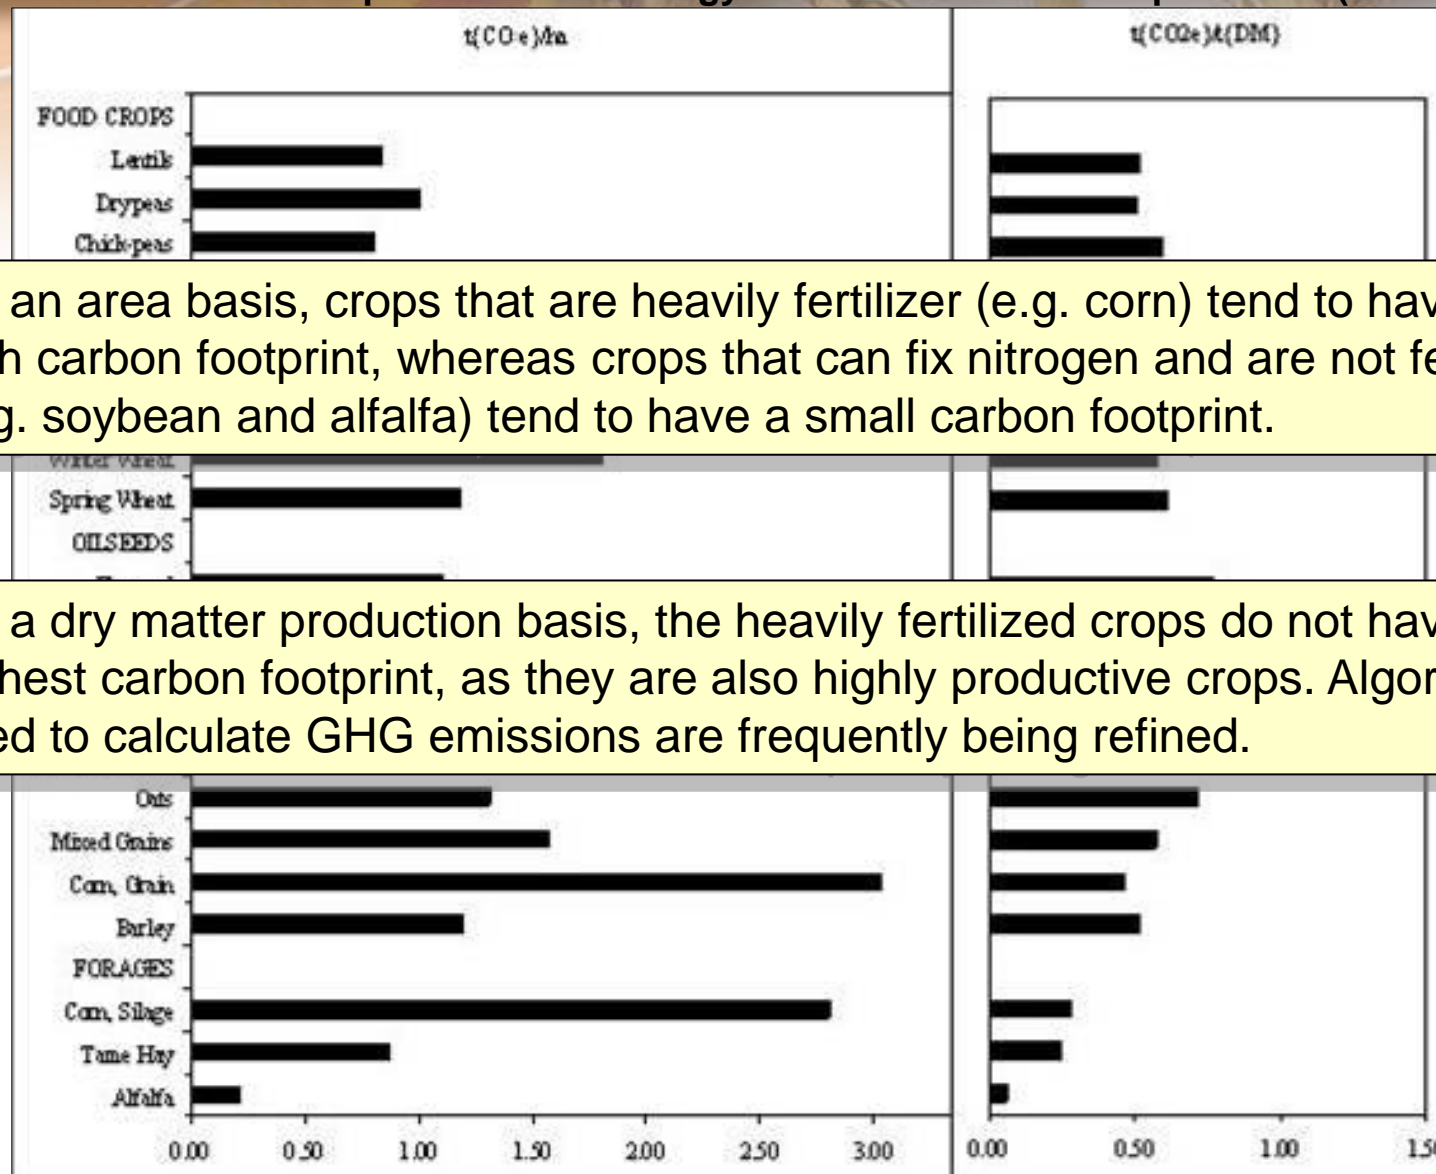 t(CO e)/ha
t(CO2e)/t(DM)
FOOD CROPS
Lentils
Drypeas
Chick-peas
an area basis, crops that are heavily fertilizer (e.g. corn) tend to hav
h carbon footprint, whereas crops that can fix nitrogen and are not fe
g. soybean and alfalfa) tend to have a small carbon footprint.
Winter Wheat
Spring Wheat
OILSEEDS
a dry matter production basis, the heavily fertilized crops do not hav
hest carbon footprint, as they are also highly productive crops. Algor
ed to calculate GHG emissions are frequently being refined.
Oats
Mixed Grains
Corn, Grain
Barley
FORAGES
Corn, Silage
Tame Hay
Alfalfa
0.00 0.50 1.00 1.50 2.00 2.50 3.00
0.00 0.50 1.00 1.50